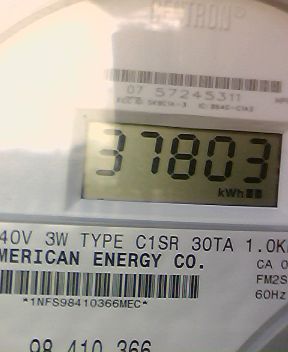 07 57245311
37803
kWh
40V 3W TYPE C1SR 30TA 1.0K
MERICAN ENERGY CO.
CA 0
FM2S
60Hz
*1NFS98410366MEC*
98 410 366